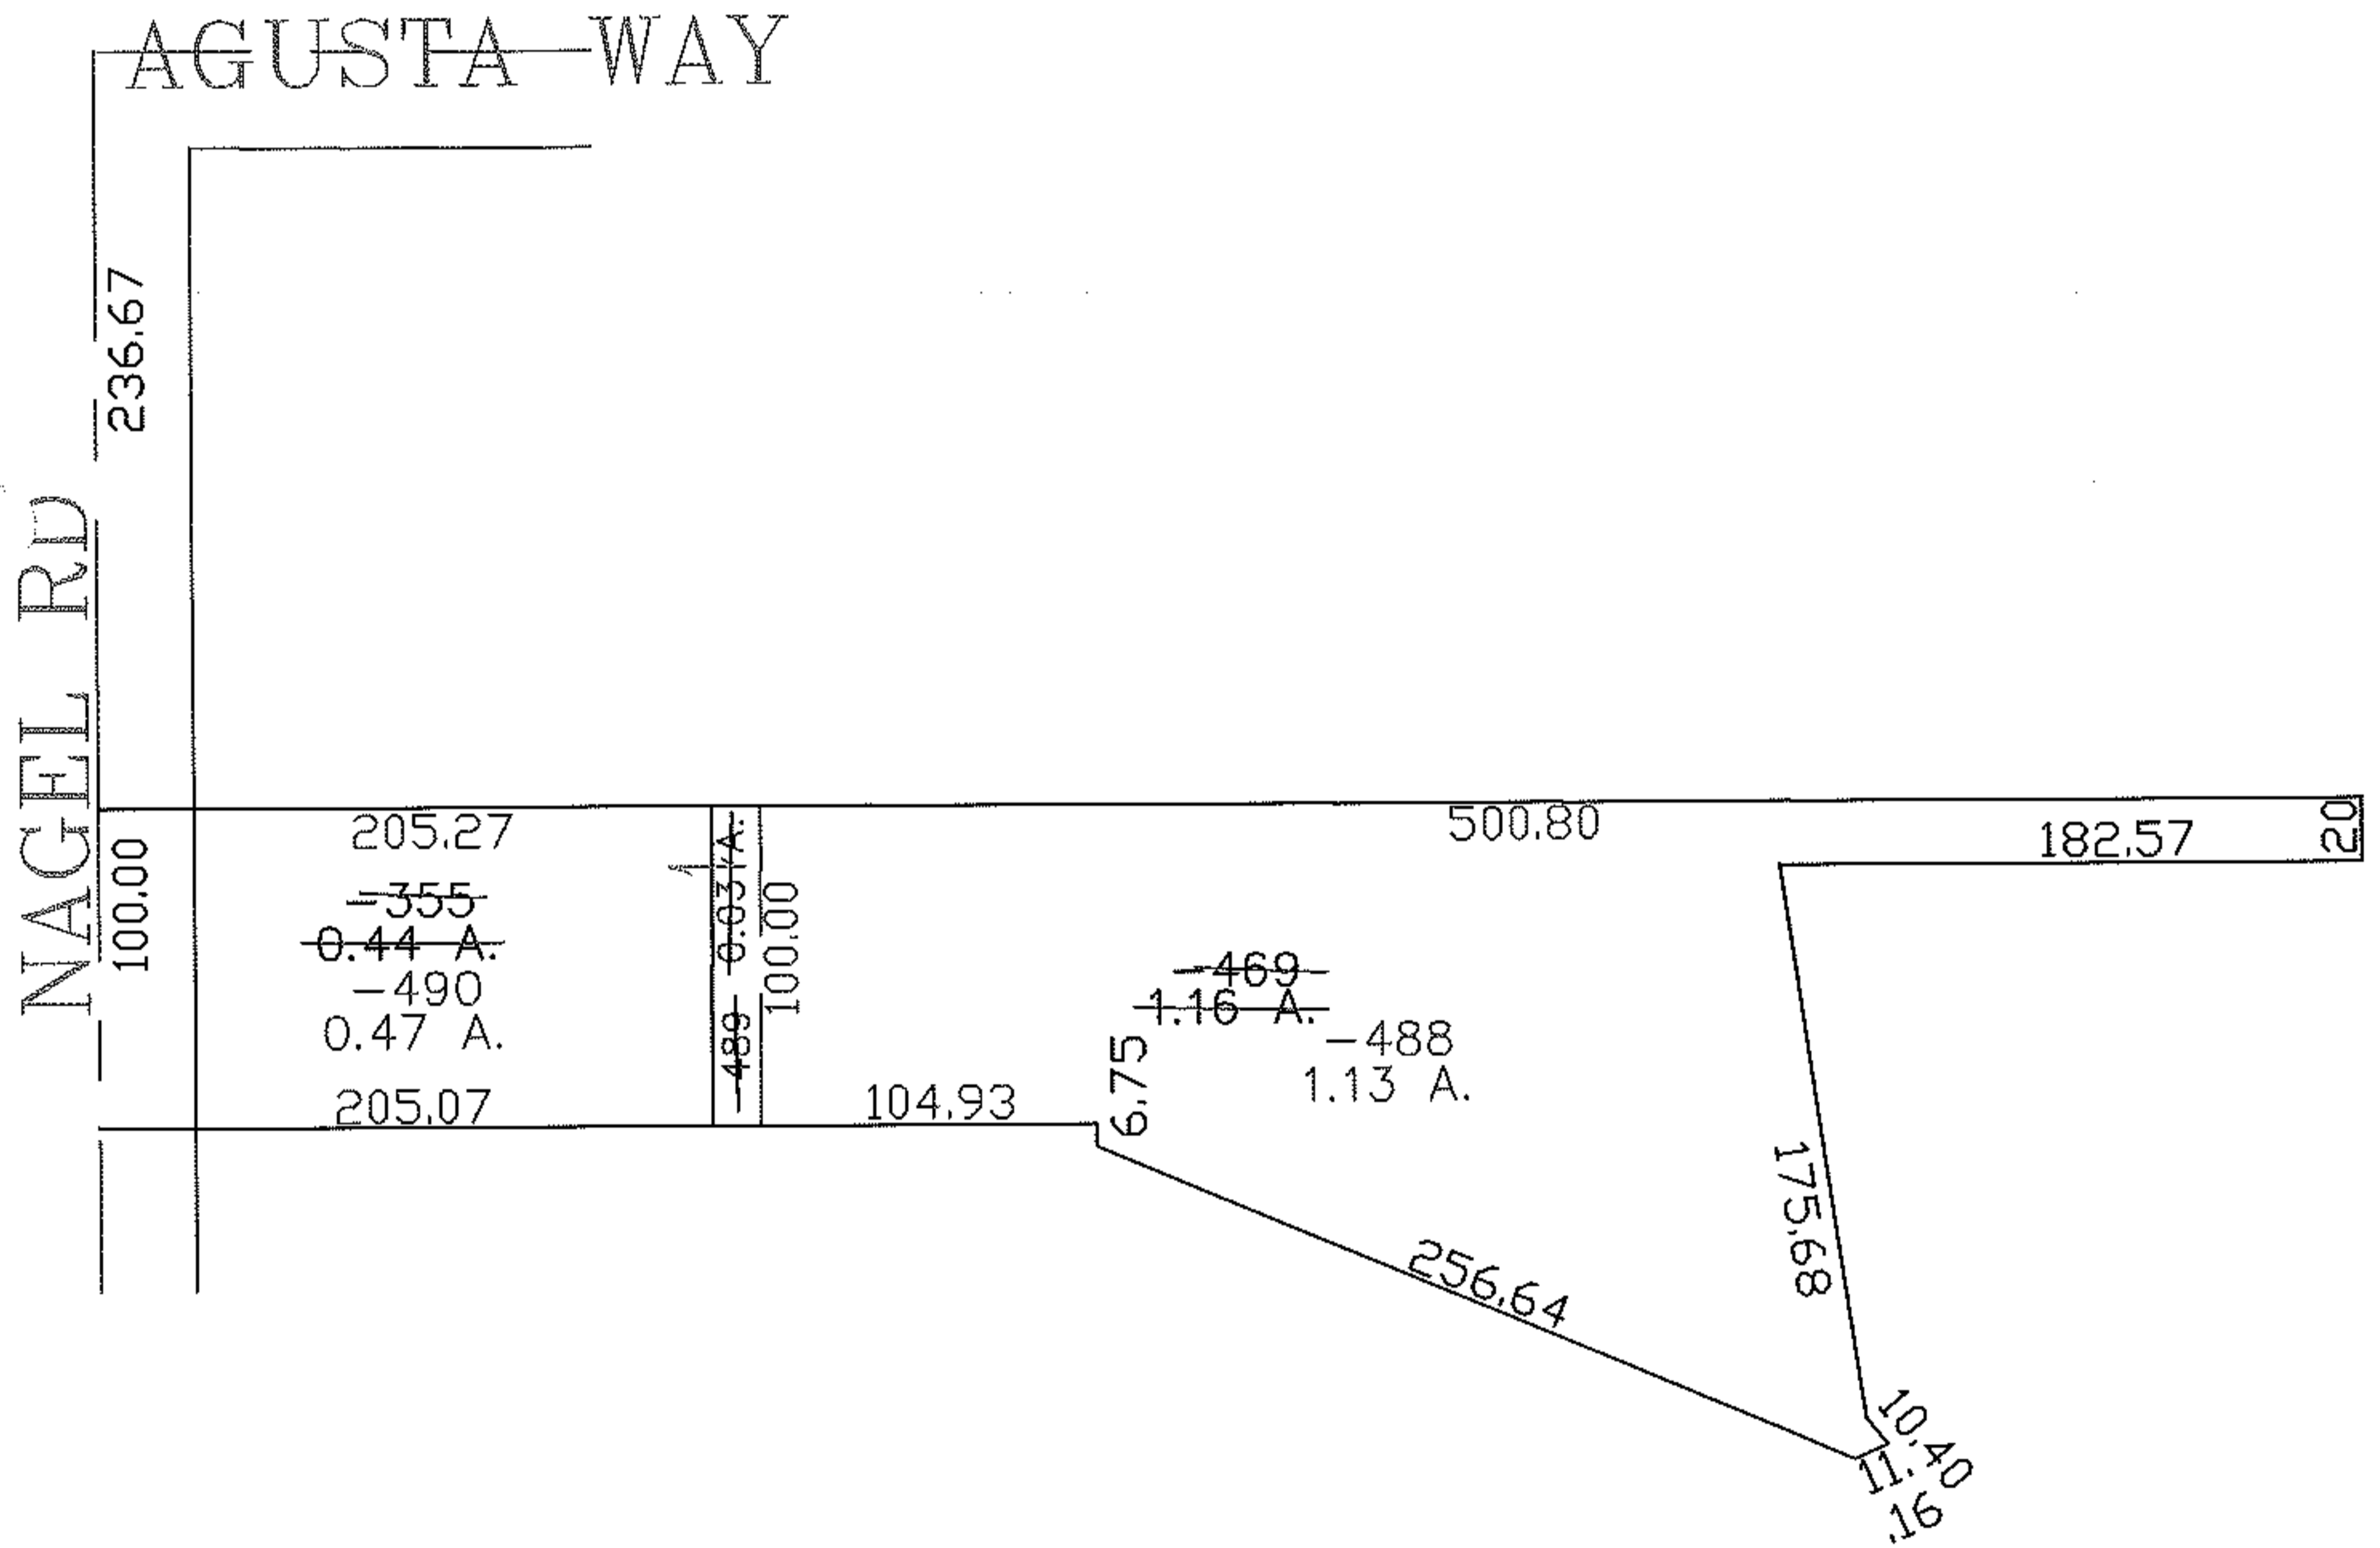 AGUSTA WAY
236.67
NAGEL RD
100.00
205.27
500.80
182.57
20
-355
0.44 A.
-490
0.47 A.
205.07
0.03 A.
489
100.00
104.93
6.75
-469
1.16 A.
-488
1.13 A.
175.68
256.64
10.40
11.
.16